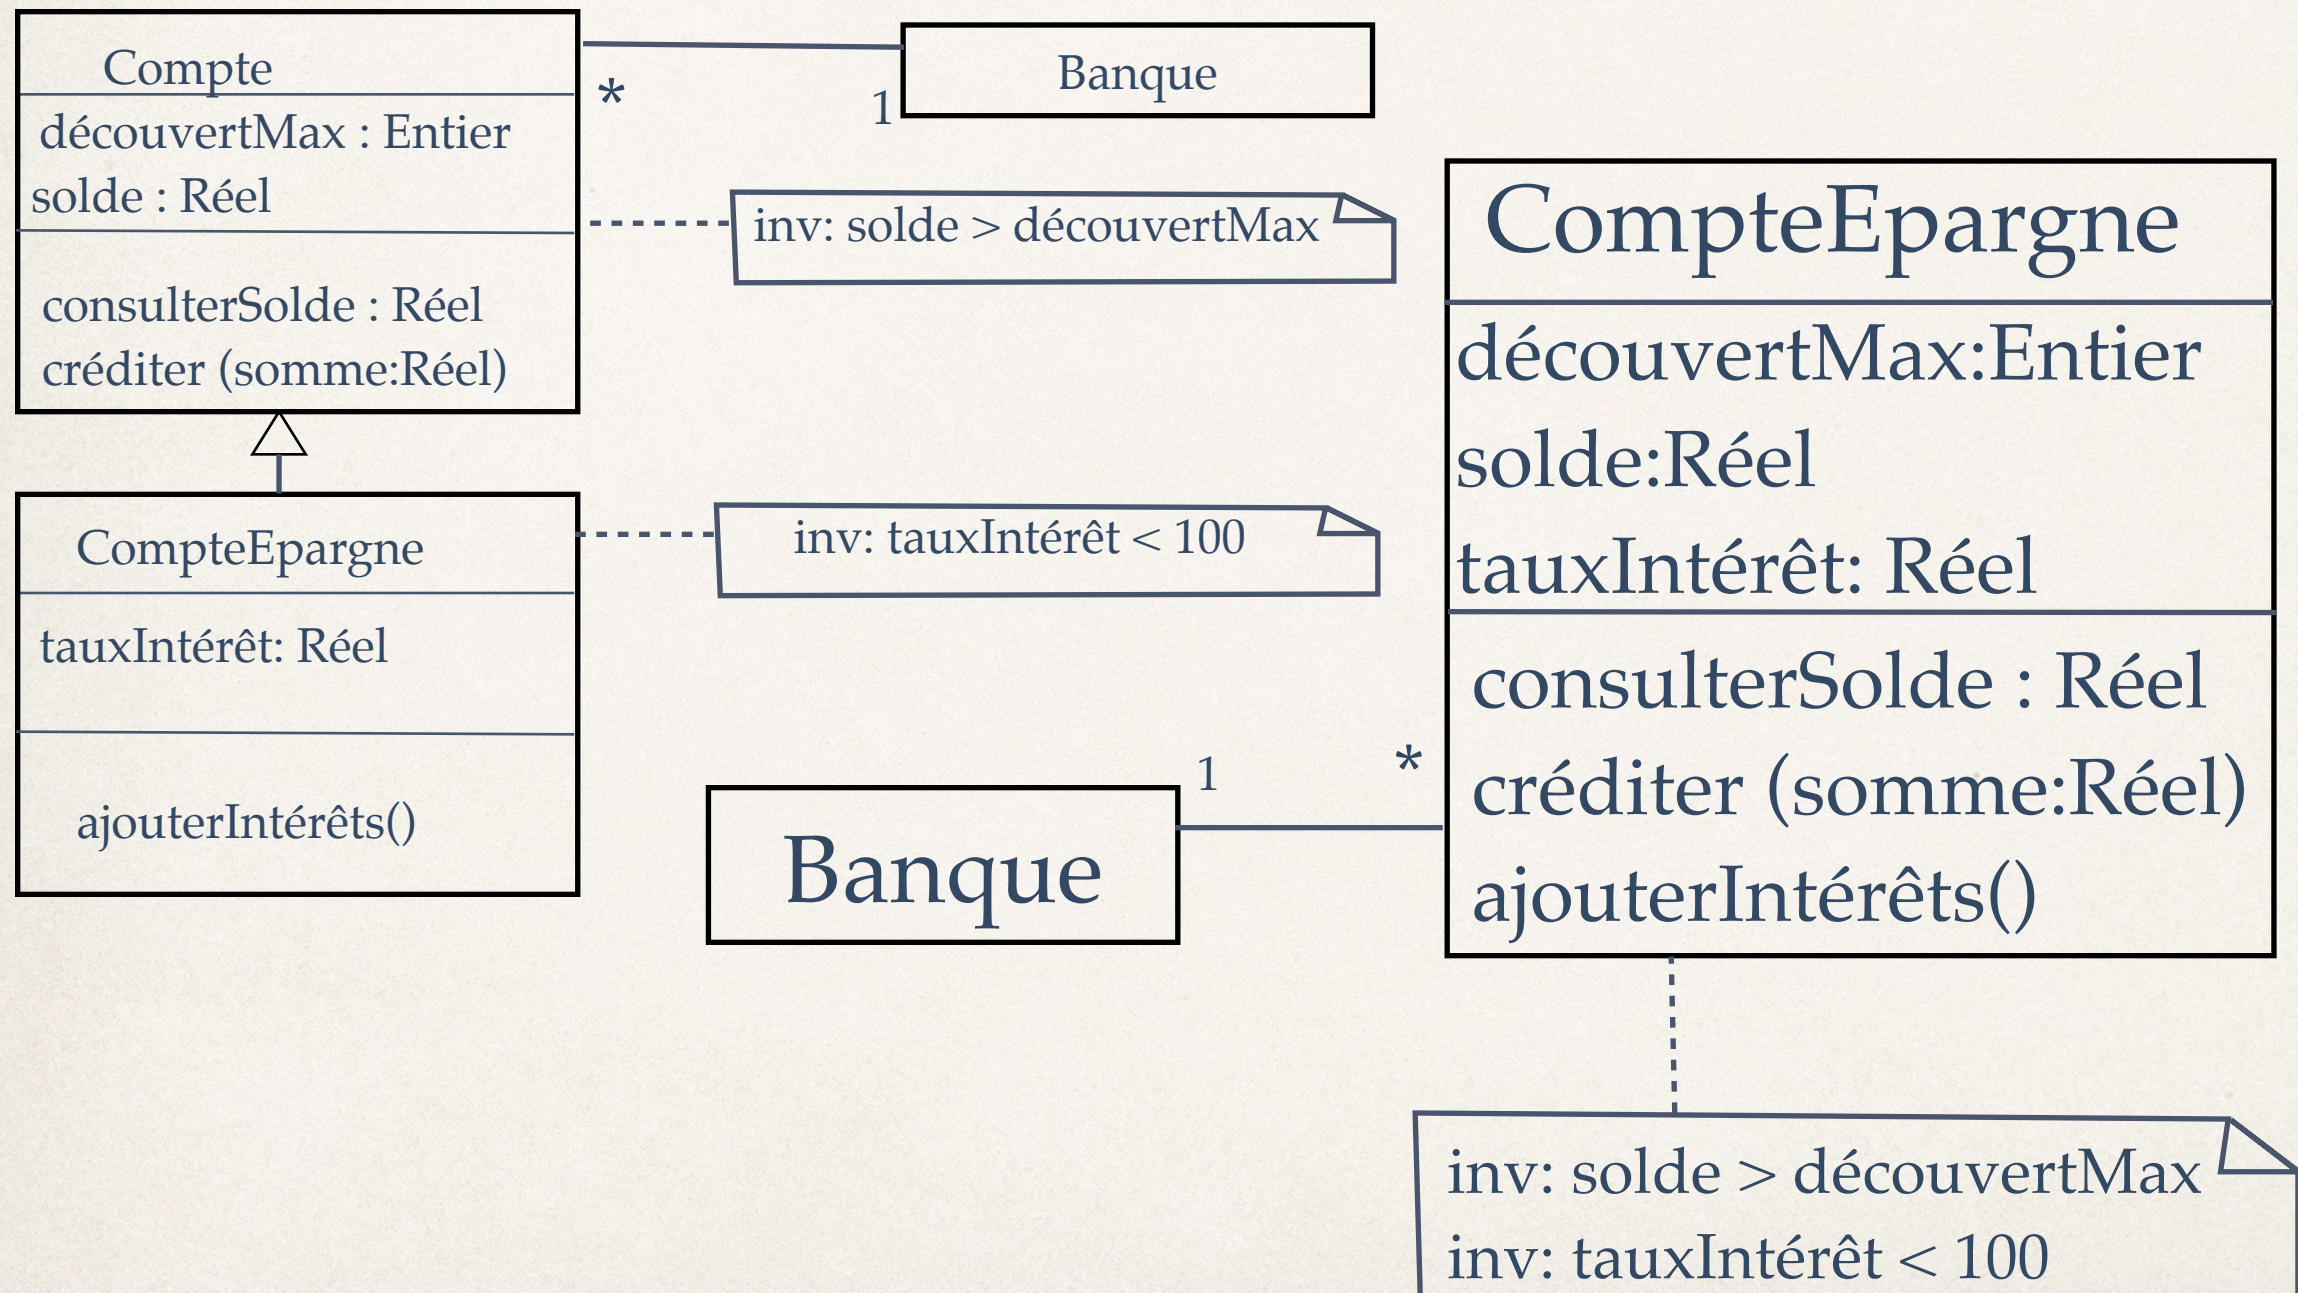 Compte
découvertMax : Entier
solde : Réel
consulterSolde : Réel
créditer (somme:Réel)
*
1
Banque
inv: solde > découvertMax
CompteEpargne
tauxIntérêt: Réel
ajouterIntérêts()
inv: tauxIntérêt < 100
Banque
1
*
CompteEpargne
découvertMax:Entier
solde:Réel
tauxIntérêt: Réel
consulterSolde : Réel
créditer (somme:Réel)
ajouterIntérêts()
inv: solde > découvertMax
inv: tauxIntérêt < 100